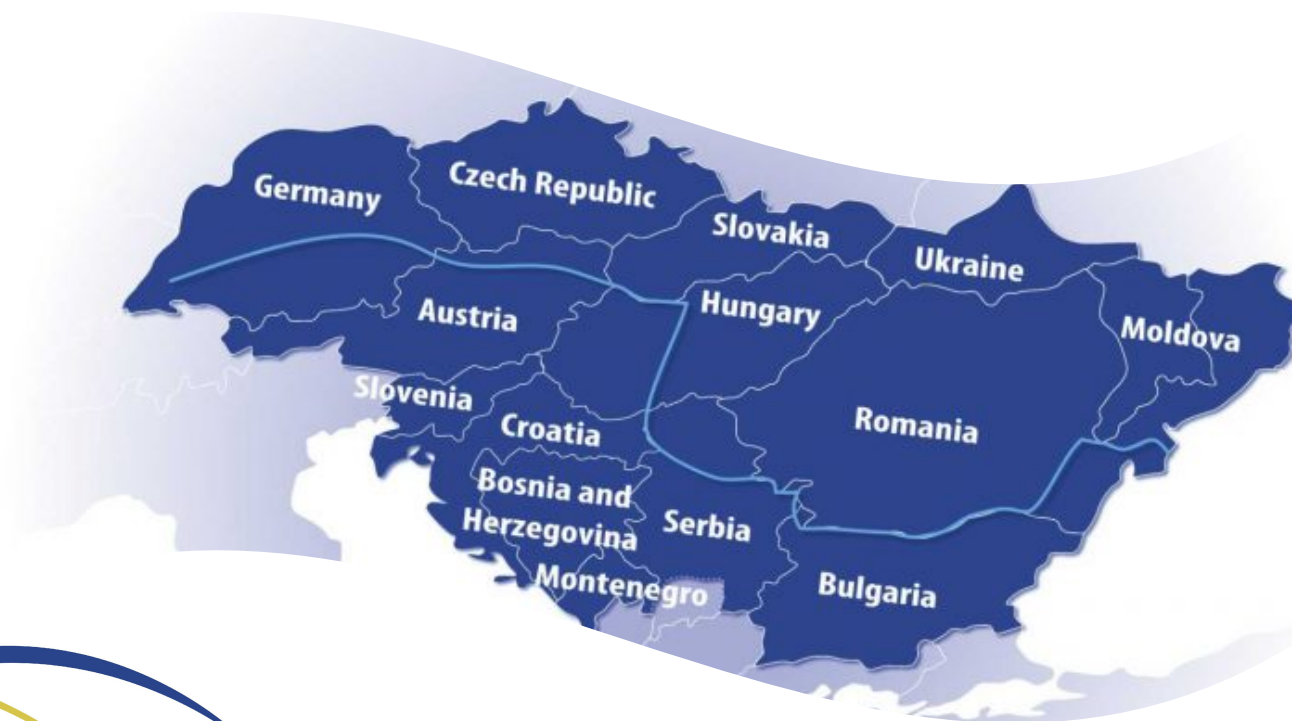 Germany
Czech Republic
Slovakia
Ukraine
Austria
Hungary
Moldova
Slovenia
Croatia
Romania
Bosnia and
Herzegovina
Serbia
Montenegro
Bulgaria